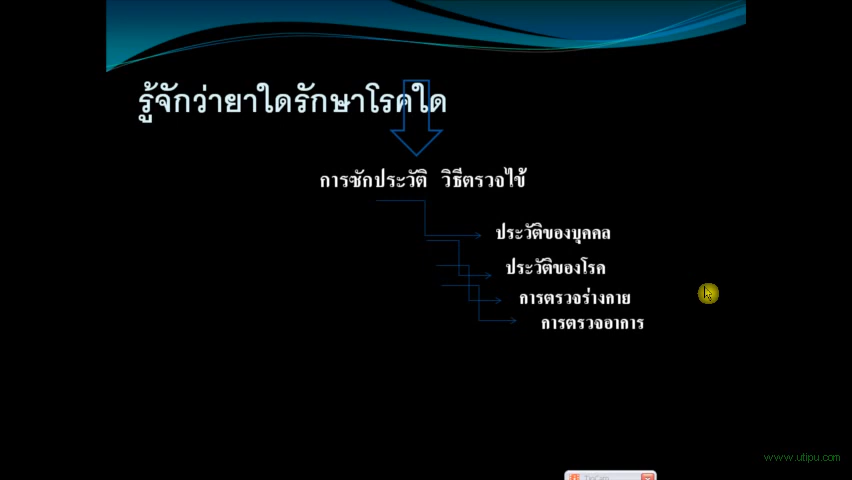 รู้จักว่ายาใดรักษาโรคใด
การซักประวัติ วิธีตรวจไข้
ประวัติของบุคคล
ประวัติของโรค
การตรวจร่างกาย
การตรวจอาการ
www.utipu.com